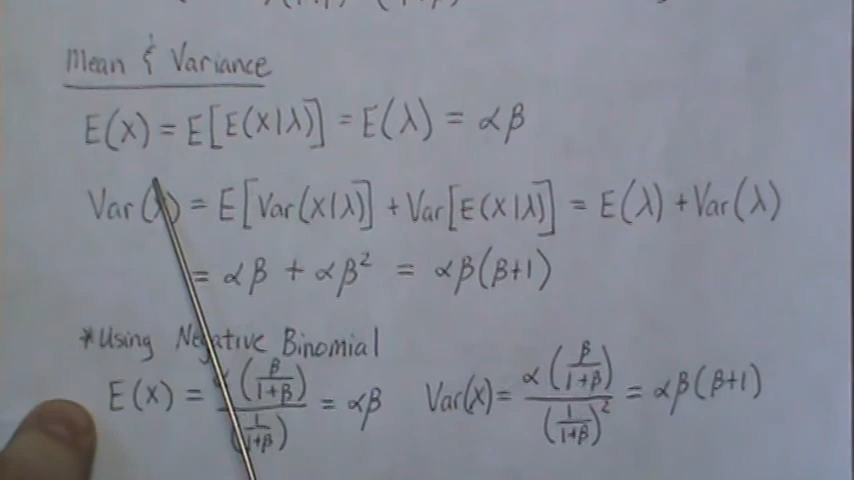 Mean & Variance
E(X) = E[E(X|λ)] = E(λ) = αβ
Var(X) = E[Var(X|λ)] + Var[E(X|λ)] = E(λ) + Var(λ)
= αβ + αβ² = αβ(β+1)
*Using Negative Binomial
E(X) = α(β/(1+β)) / (1/(1+β)) = αβ Var(X) = α(β/(1+β)) / (1/(1+β))² = αβ(β+1)